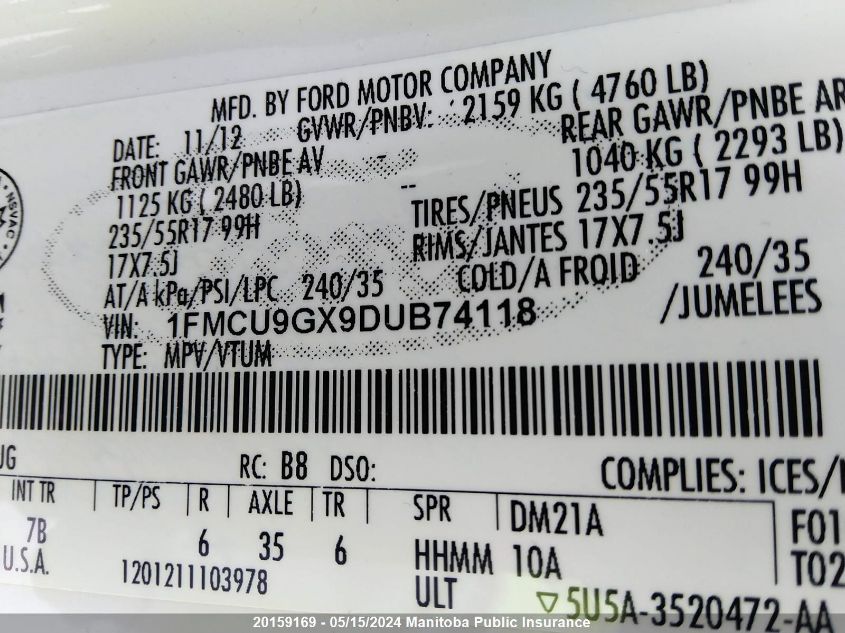 MFD. BY FORD MOTOR COMPANY
DATE: 11/12 GVWR/PNBV: 2159 KG ( 4760 LB)
FRONT GAWR/PNBE AV REAR GAWR/PNBE AR
1125 KG ( 2480 LB) 1040 KG ( 2293 LB)
235/55R17 99H TIRES/PNEUS 235/55R17 99H
17X7.5J RIMS/JANTES 17X7.5J
AT/A kPa/PSI/LPC 240/35 COLD/A FROID 240/35
VIN: 1FMCU9GX9DUB74118 /JUMELEES
TYPE: MPV/VTUM
NSVAC
UG RC: B8 DSO: COMPLIES: ICES/
INT TR TP/PS R AXLE TR SPR DM21A F01
7B 6 35 6 HHMM 10A T02
U.S.A. 1201211103978 ULT ▽5U5A-3520472-AA
20159169 - 05/15/2024 - Manitoba Public Insurance